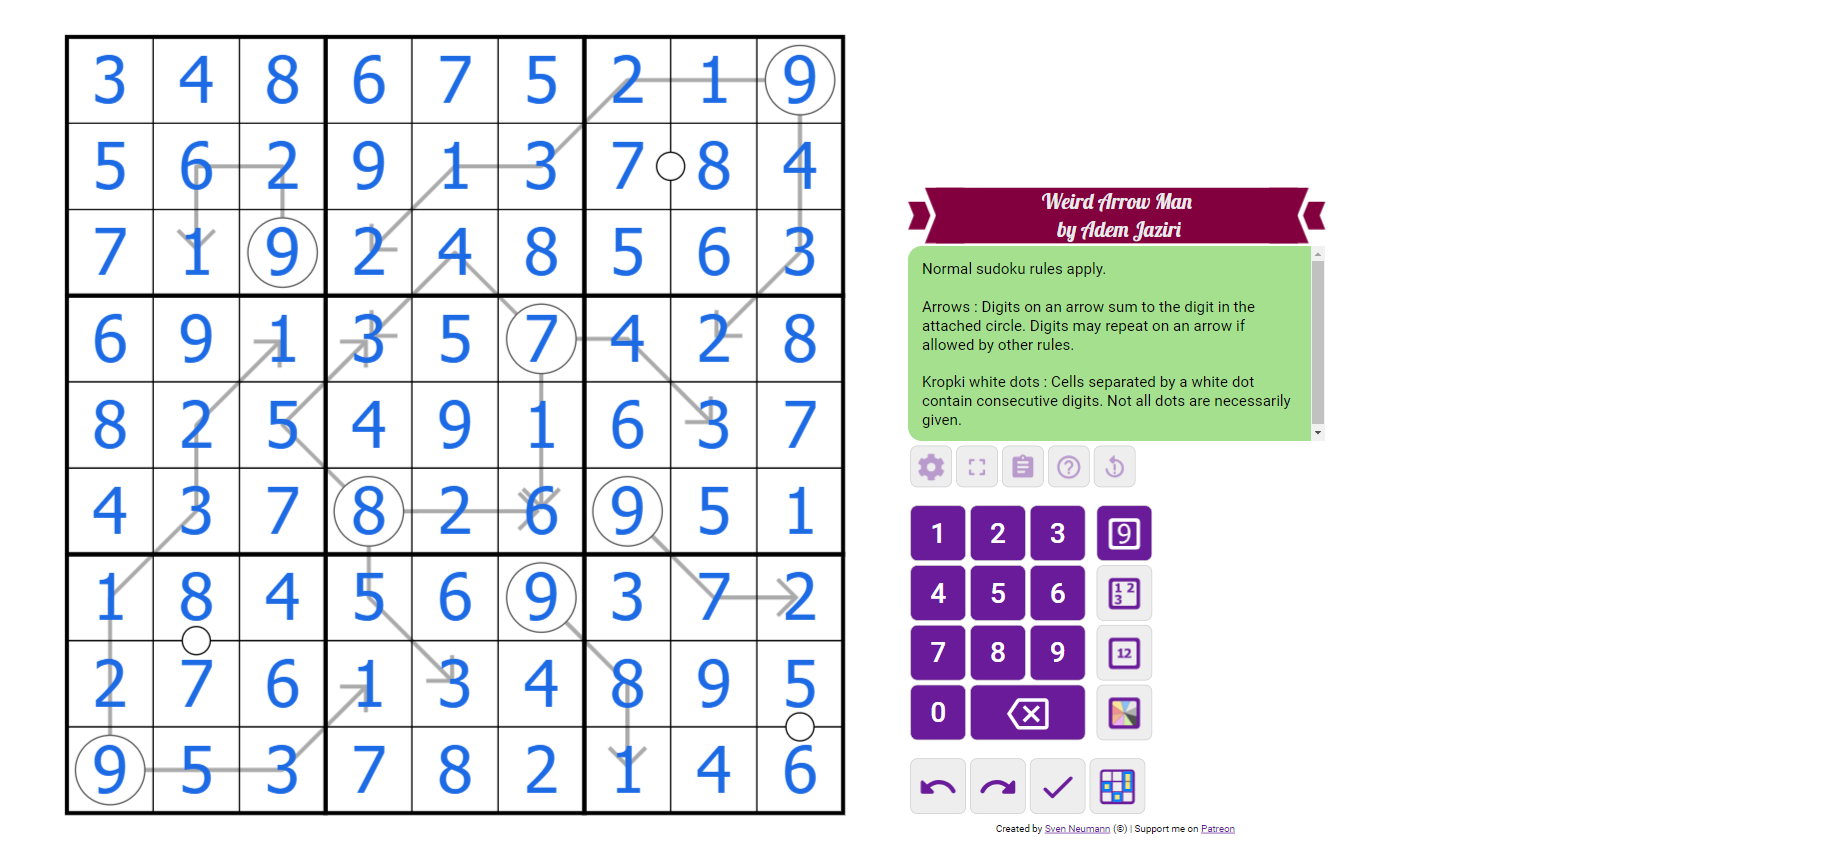 3 4 8 6 7 5 2 1 9
5 6 2 9 1 3 7 8 4
7 1 9 2 4 8 5 6 3
6 9 1 3 5 7 4 2 8
8 2 5 4 9 1 6 3 7
4 3 7 8 2 6 9 5 1
1 8 4 5 6 9 3 7 2
2 7 6 1 3 4 8 9 5
9 5 3 7 8 2 1 4 6
Weird Arrow Man
by Adem Jaziri
Normal sudoku rules apply.
Arrows : Digits on an arrow sum to the digit in the
attached circle. Digits may repeat on an arrow if
allowed by other rules.
Kropki white dots : Cells separated by a white dot
contain consecutive digits. Not all dots are necessarily
given.
1 2 3 9
4 5 6 1 2 3
7 8 9 12
0
Created by Sven Neumann (©) | Support me on Patreon